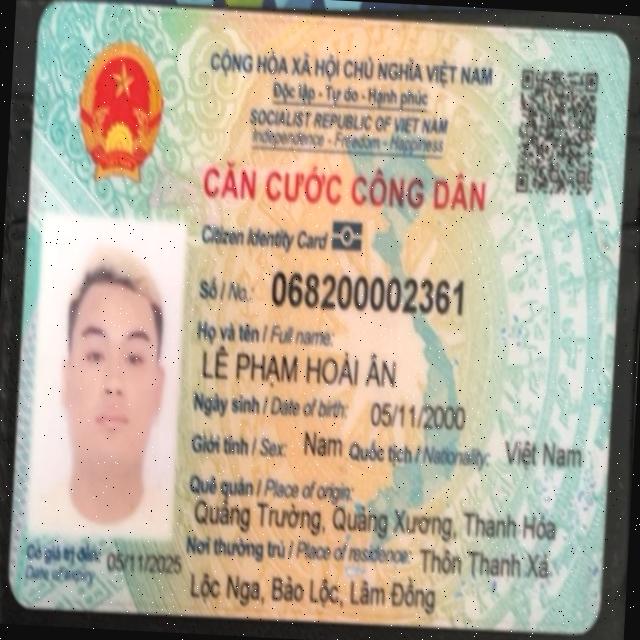 CỘNG HÒA XÃ HỘI CHỦ NGHĨA VIỆT NAM
Độc lập - Tự do - Hạnh phúc
SOCIALIST REPUBLIC OF VIET NAM
Independence - Freedom - Happiness
CĂN CƯỚC CÔNG DÂN
Citizen Identity Card
Số / No.: 068200002361
Họ và tên / Full name:
LÊ PHẠM HOÀI ÂN
Ngày sinh / Date of birth: 05/11/2000
Giới tính / Sex: Nam Quốc tịch / Nationality: Việt Nam
Quê quán / Place of origin:
Quảng Trường, Quảng Xương, Thanh Hóa
Nơi thường trú / Place of residence: Thôn Thanh Xá
Lộc Nga, Bảo Lộc, Lâm Đồng
Có giá trị đến: 05/11/2025
Date of expiry